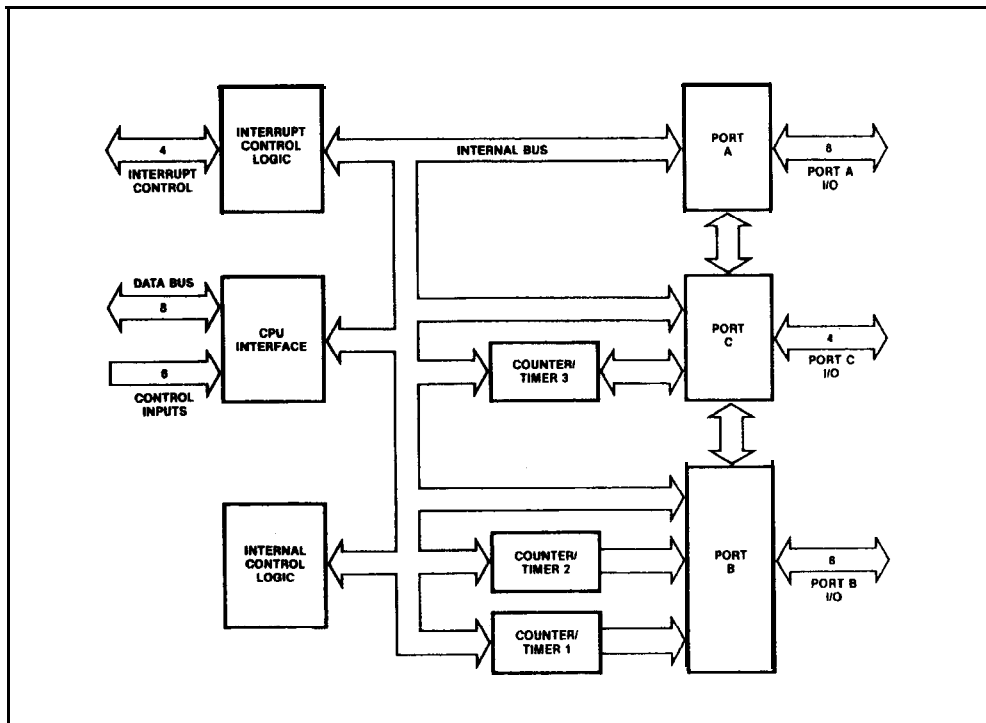 INTERRUPT
CONTROL
LOGIC
4
INTERRUPT
CONTROL
INTERNAL BUS
PORT
A
8
PORT A
I/O
DATA BUS
8
CPU
INTERFACE
6
CONTROL
INPUTS
PORT
C
4
PORT C
I/O
COUNTER/
TIMER 3
INTERNAL
CONTROL
LOGIC
COUNTER/
TIMER 2
COUNTER/
TIMER 1
PORT
B
8
PORT B
I/O